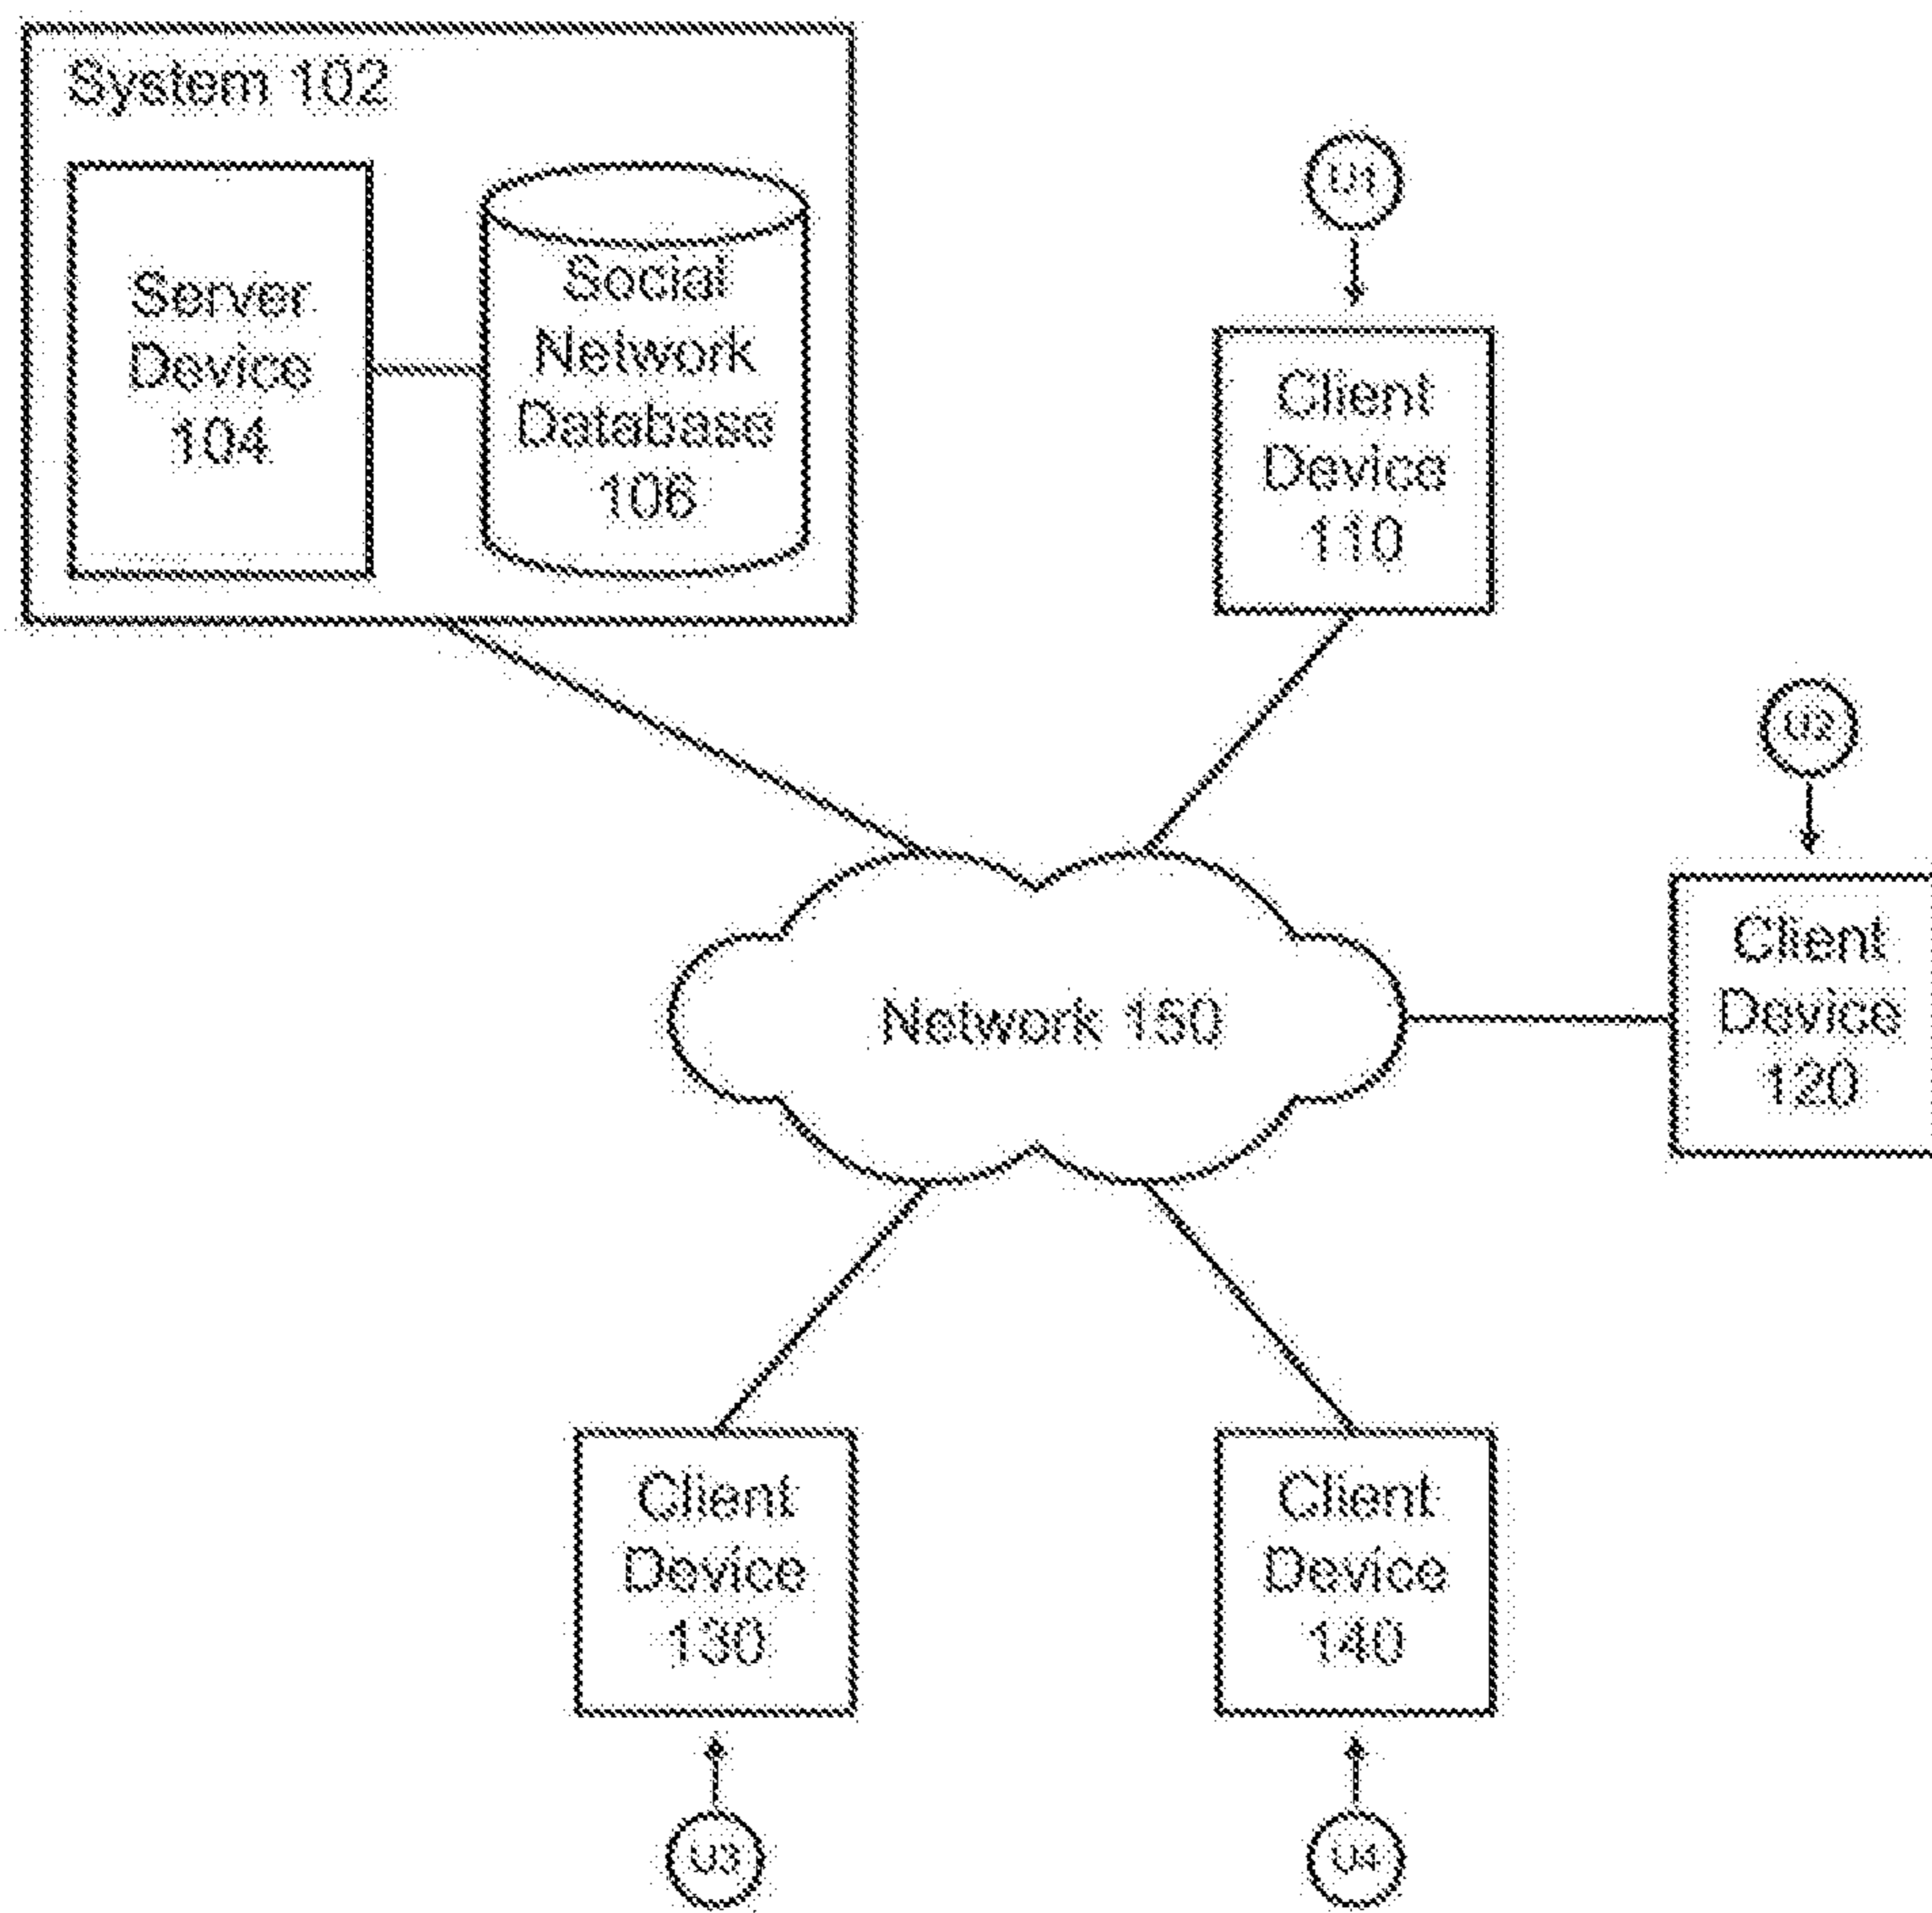 System 102
Server
Device
104
Social
Network
Database
106
U1
Client
Device
110
U2
Client
Device
120
Network 150
Client
Device
130
Client
Device
140
U3
U4